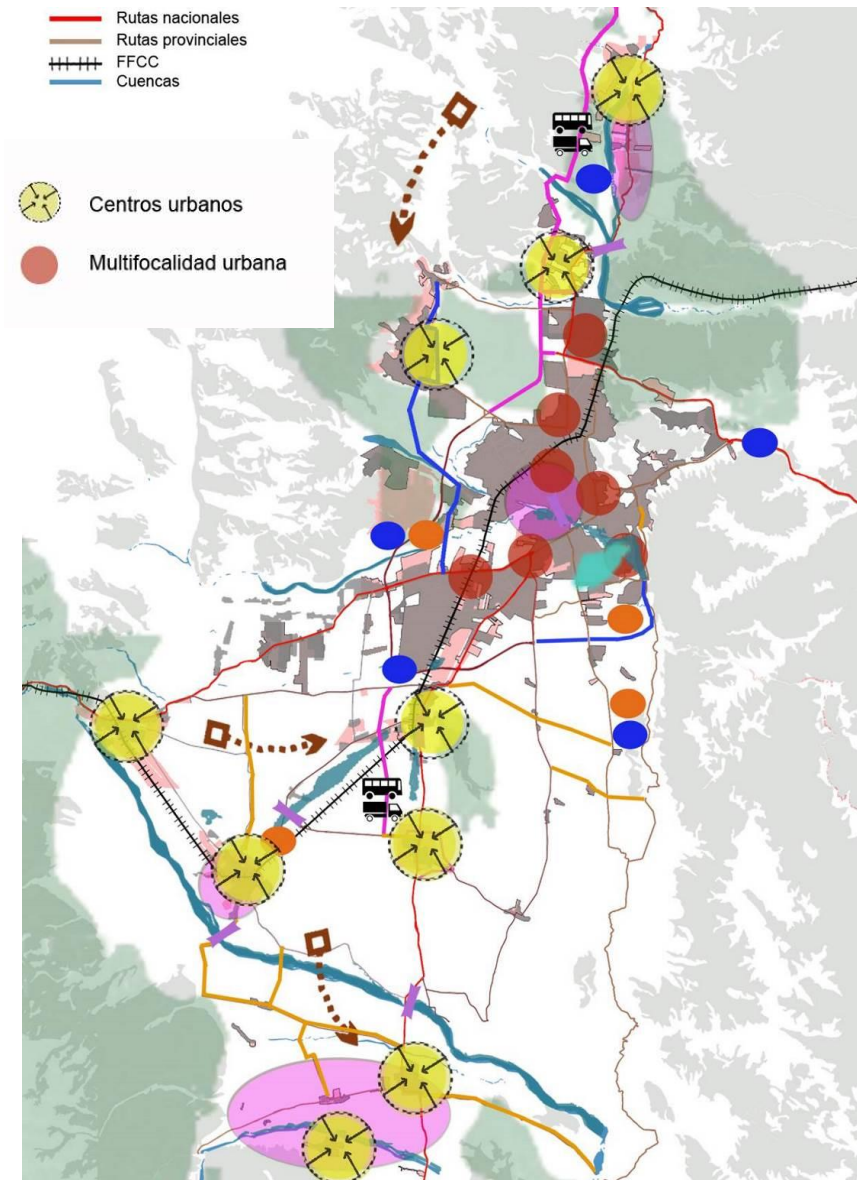 Rutas nacionales
Rutas provinciales
FFCC
Cuencas
Centros urbanos
Multifocalidad urbana